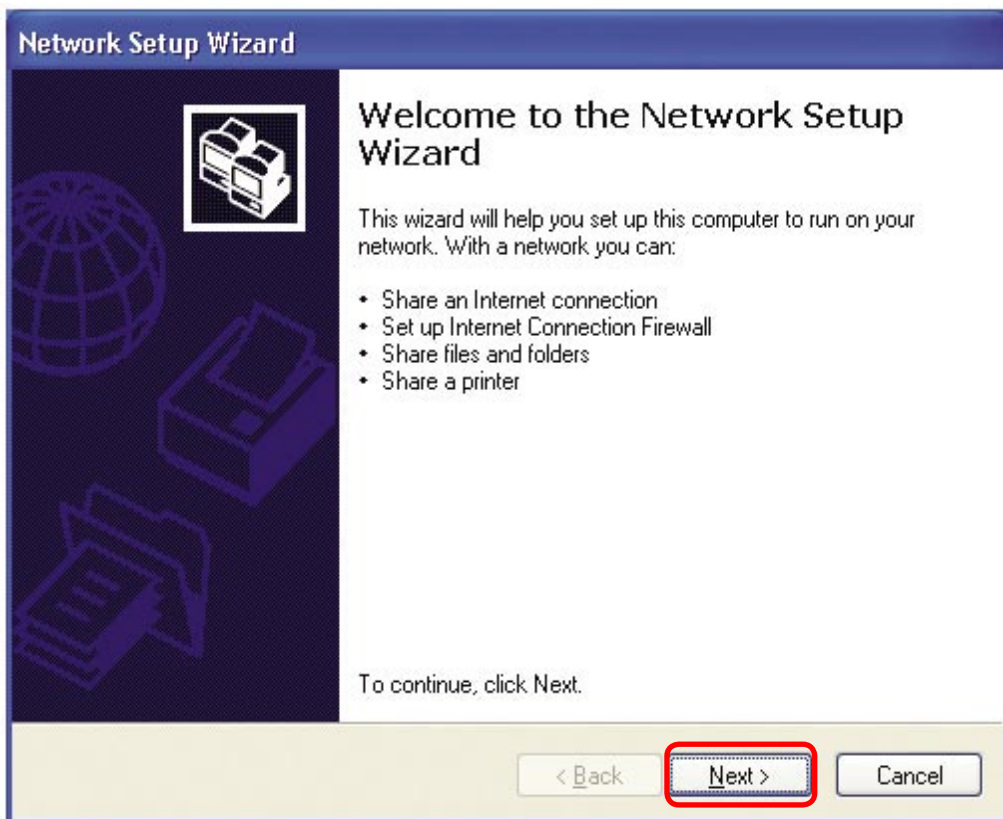 Network Setup Wizard
Welcome to the Network Setup
Wizard
This wizard will help you set up this computer to run on your
network. With a network you can:
• Share an Internet connection
• Set up Internet Connection Firewall
• Share files and folders
• Share a printer
To continue, click Next.
< Back Next > Cancel